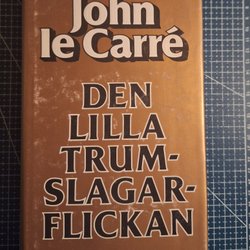 John
le Carré
DEN
LILLA
TRUM-
SLAGAR-
FLICKAN